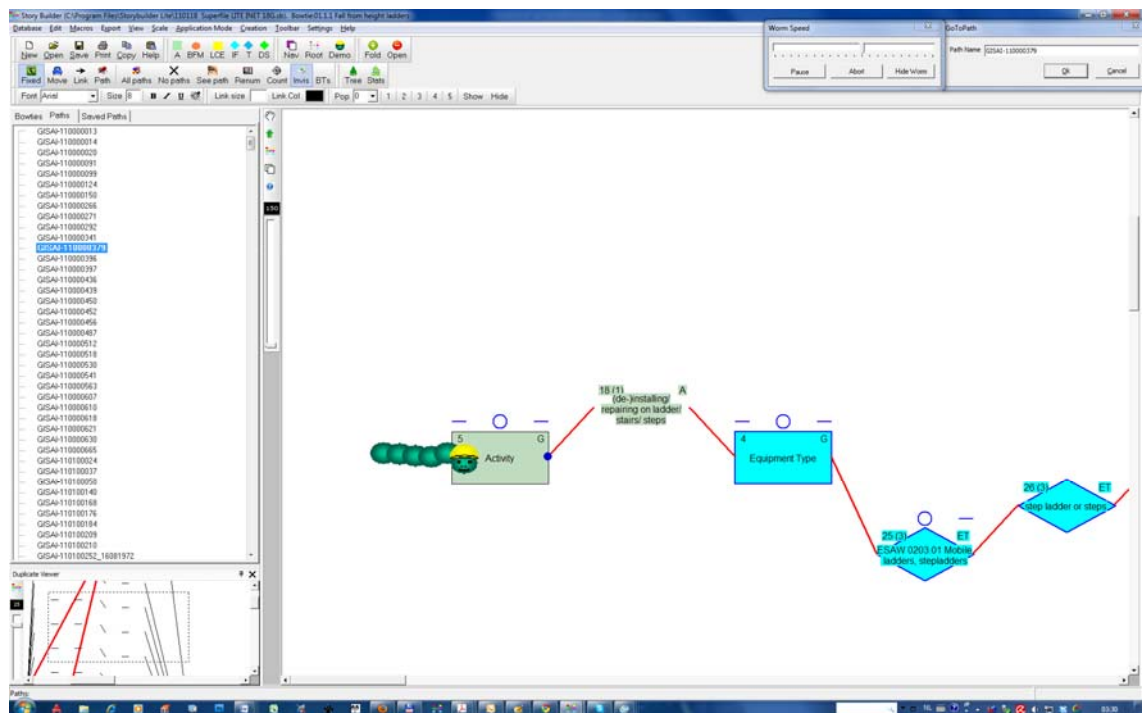 Story Builder (C:\Program Files\Storybuilder Lite\110118 Superfile LITE INET 18G.sb). Bowtie:01.1.1 Fall from height ladders]
Database Edit Macros Export View Scale Application Mode Creation Toolbar Settings Help
New Open Save Print Copy Help A BFM LCE IF T DS Nav Root Demo Fold Open
Fixed Move Link Path All paths No paths See path Renum Count Invis BTs Tree Stats
Font Arial Size 8 B I U Link size Link Col Pop 0 1 2 3 4 5 Show Hide
Worm Speed
Pause Abort Hide Worm
GoToPath
Path Name GISAI-110000379
Ok Cancel
Bowties Paths Saved Paths
GISAI-110000013
GISAI-110000014
GISAI-110000020
GISAI-110000091
GISAI-110000099
GISAI-110000124
GISAI-110000150
GISAI-110000266
GISAI-110000271
GISAI-110000292
GISAI-110000341
GISAI-110000379
GISAI-110000396
GISAI-110000397
GISAI-110000436
GISAI-110000439
GISAI-110000450
GISAI-110000452
GISAI-110000456
GISAI-110000487
GISAI-110000512
GISAI-110000518
GISAI-110000530
GISAI-110000541
GISAI-110000563
GISAI-110000607
GISAI-110000610
GISAI-110000618
GISAI-110000621
GISAI-110000630
GISAI-110000665
GISAI-110100024
GISAI-110100037
GISAI-110100058
GISAI-110100140
GISAI-110100168
GISAI-110100176
GISAI-110100184
GISAI-110100209
GISAI-110100210
GISAI-110100252_16081972
130
5 G
Activity
18 (1) A
(de-)installing/
repairing on ladder/
stairs/ steps
4 G
Equipment Type
25 (3) ET
ESAW 0203.01 Mobile
ladders, stepladders
26 (3) ET
step ladder or steps
Duplicate Viewer
Paths:
NL
03:30